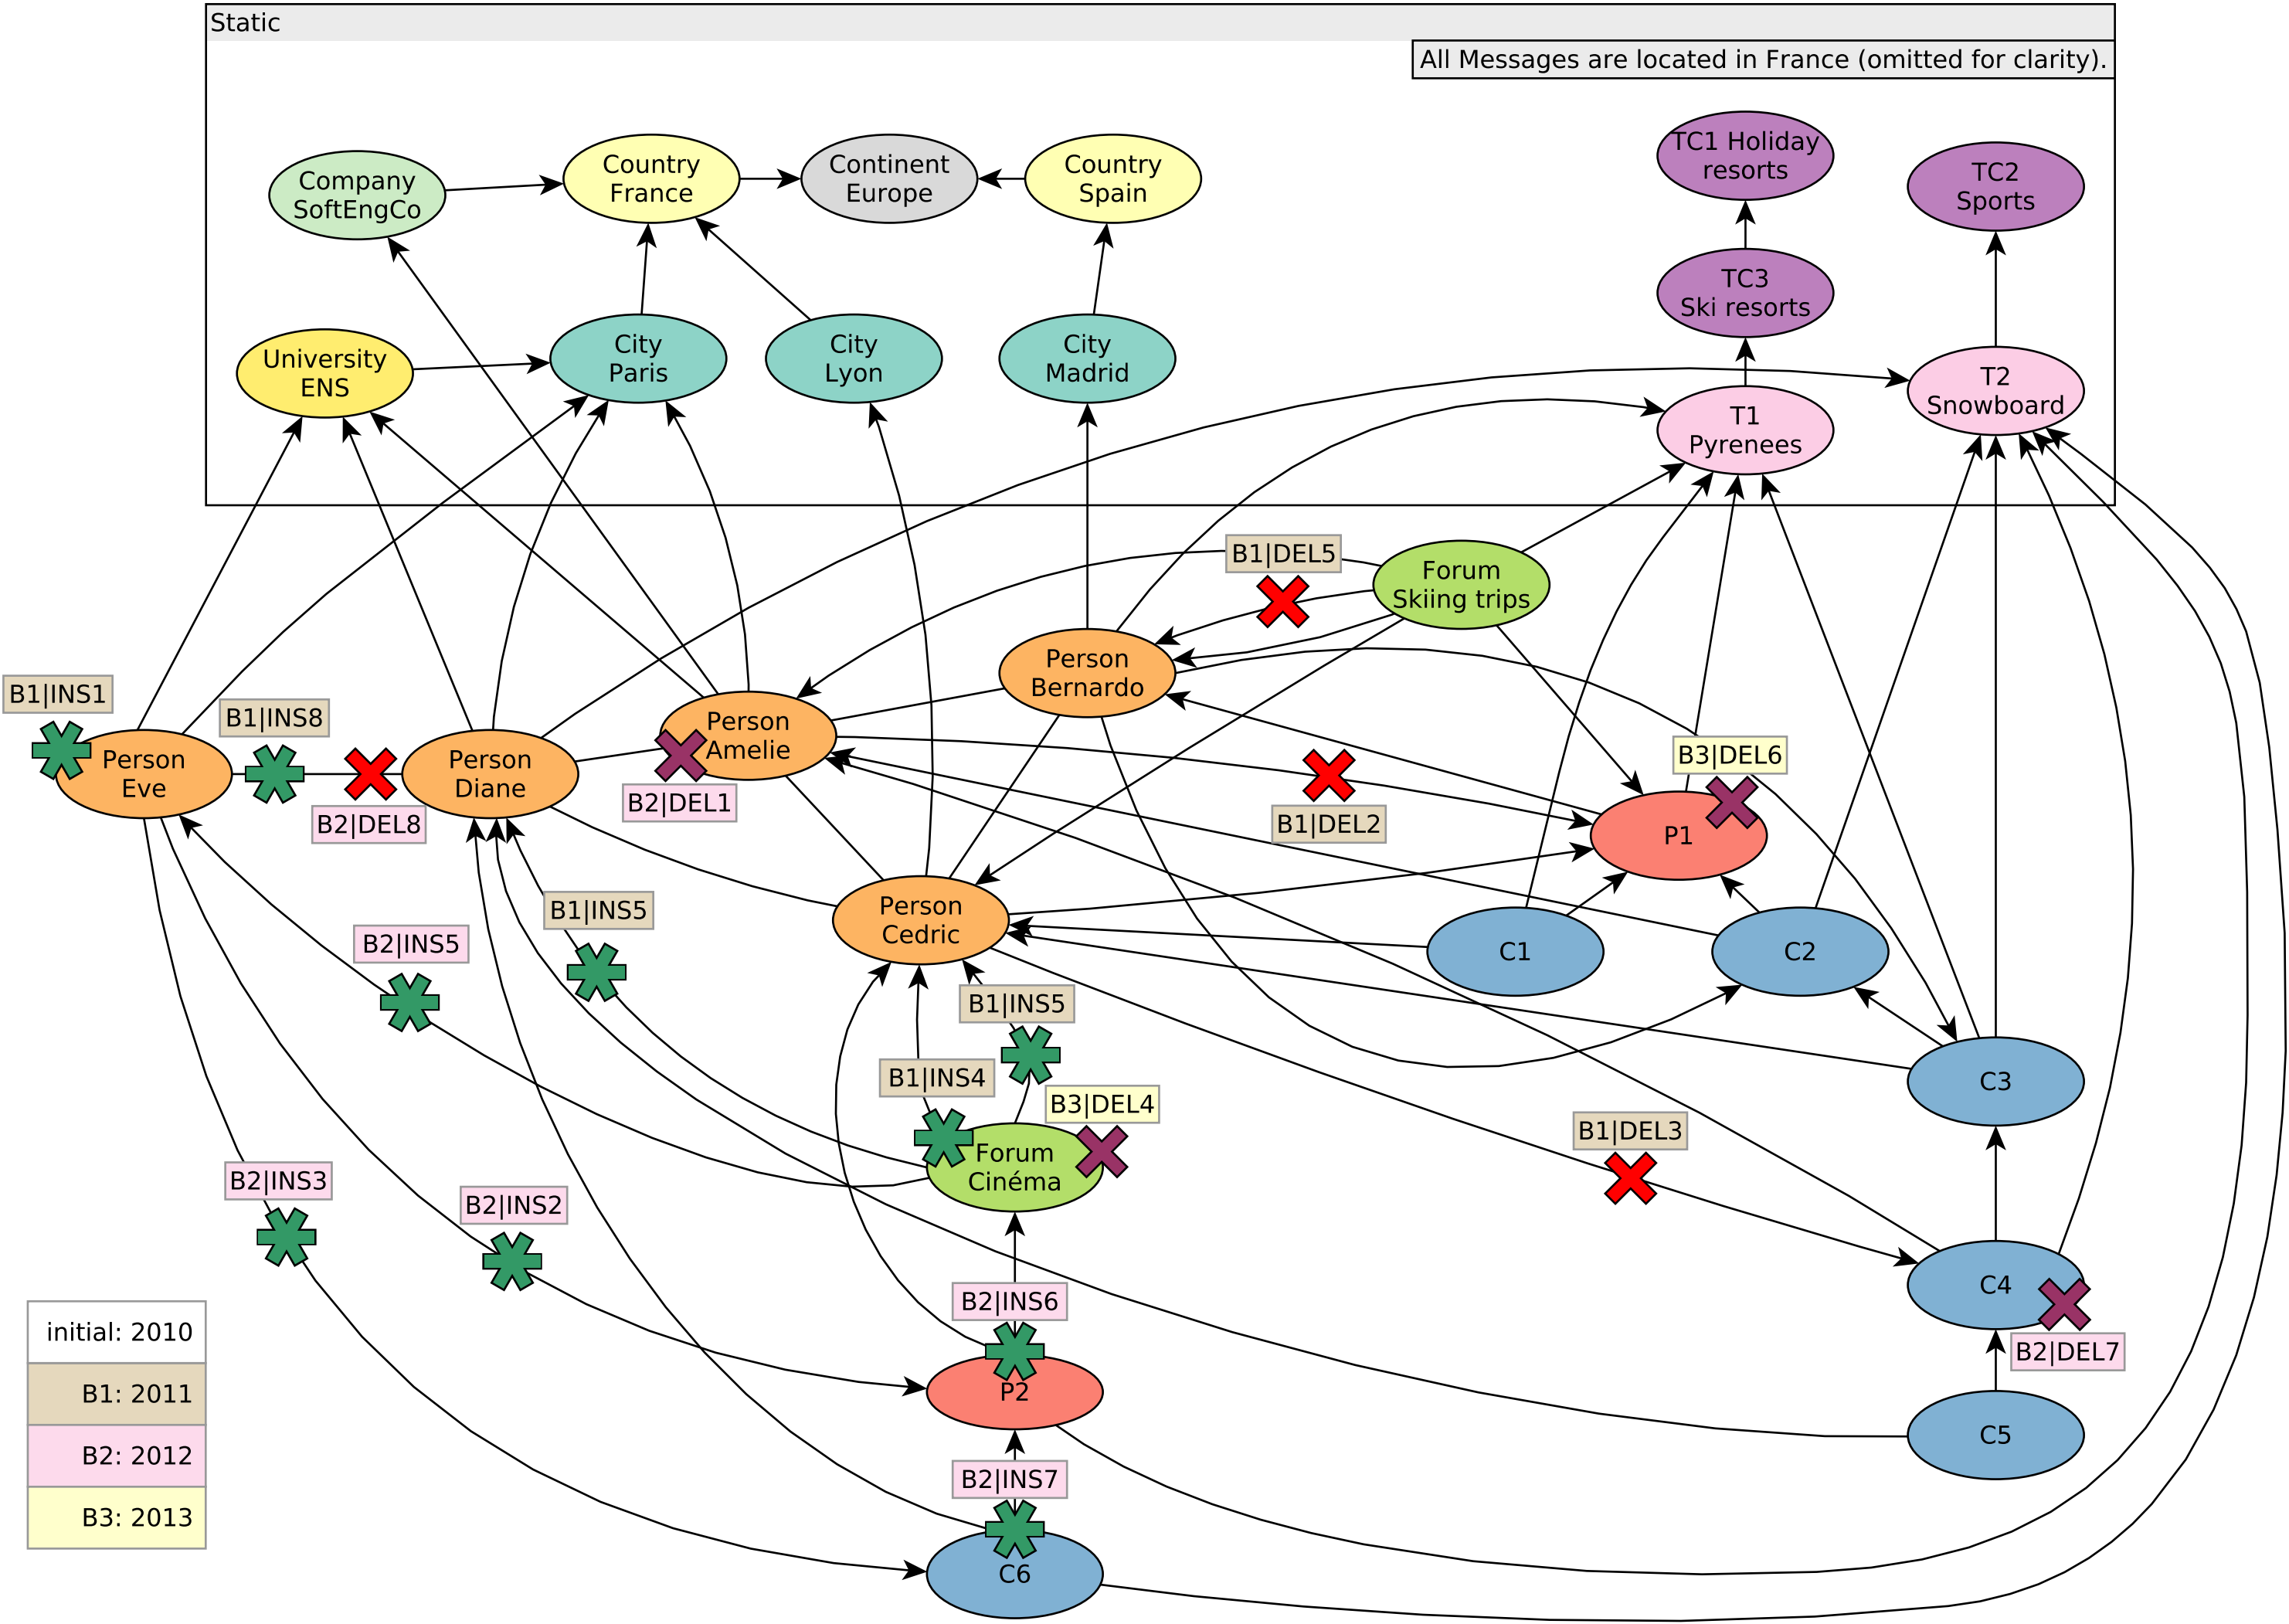 Static
All Messages are located in France (omitted for clarity).
TC1 Holiday
resorts
TC2
Sports
Company
SoftEngCo
Country
France
Continent
Europe
Country
Spain
TC3
Ski resorts
University
ENS
City
Paris
City
Lyon
City
Madrid
T1
Pyrenees
T2
Snowboard
B1|DEL5
Forum
Skiing trips
B1|INS1
B1|INS8
Person
Eve
B2|DEL8
Person
Diane
Person
Amelie
B2|DEL1
Person
Bernardo
B1|DEL2
B3|DEL6
P1
B1|INS5
Person
Cedric
C1
C2
B2|INS5
B1|INS5
B1|INS4
B3|DEL4
C3
Forum
Cinéma
B1|DEL3
B2|INS3
B2|INS2
B2|INS6
C4
B2|DEL7
P2
C5
B2|INS7
C6
initial: 2010
B1: 2011
B2: 2012
B3: 2013